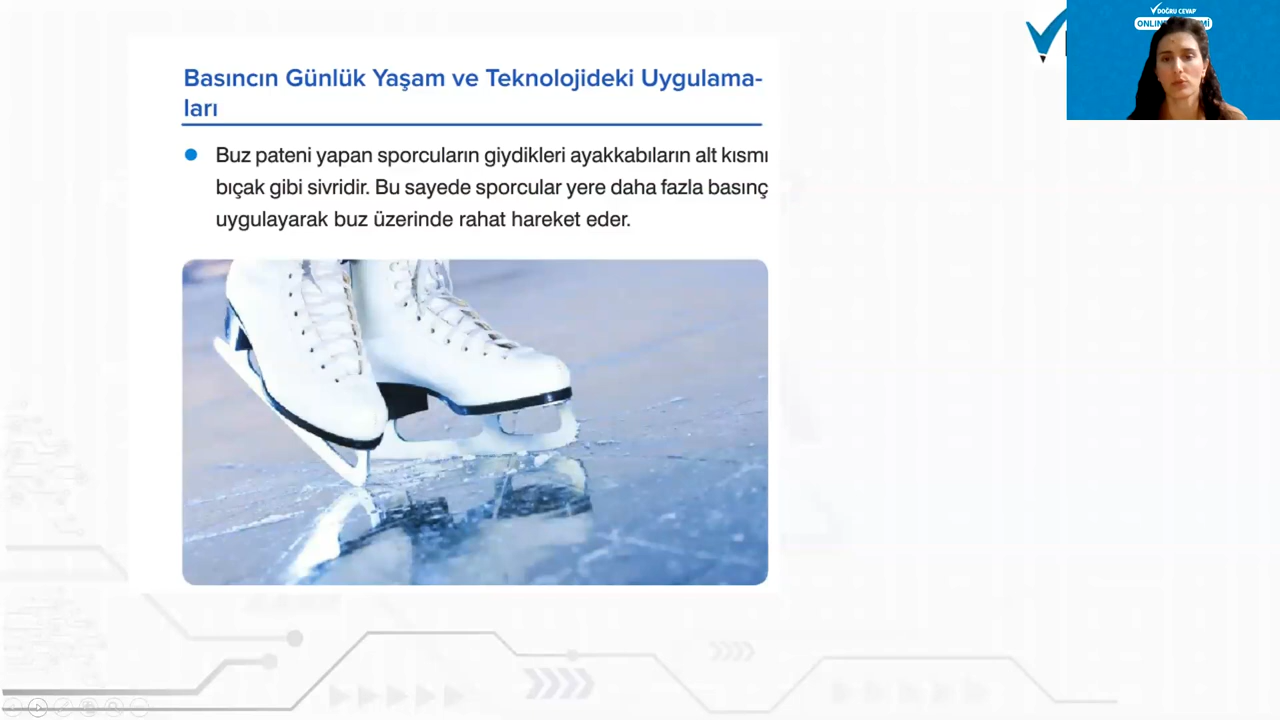 Basıncın Günlük Yaşam ve Teknolojideki Uygulama-
ları
Buz pateni yapan sporcuların giydikleri ayakkabıların alt kısmı
bıçak gibi sivridir. Bu sayede sporcular yere daha fazla basınç
uygulayarak buz üzerinde rahat hareket eder.
DOĞRU CEVAP